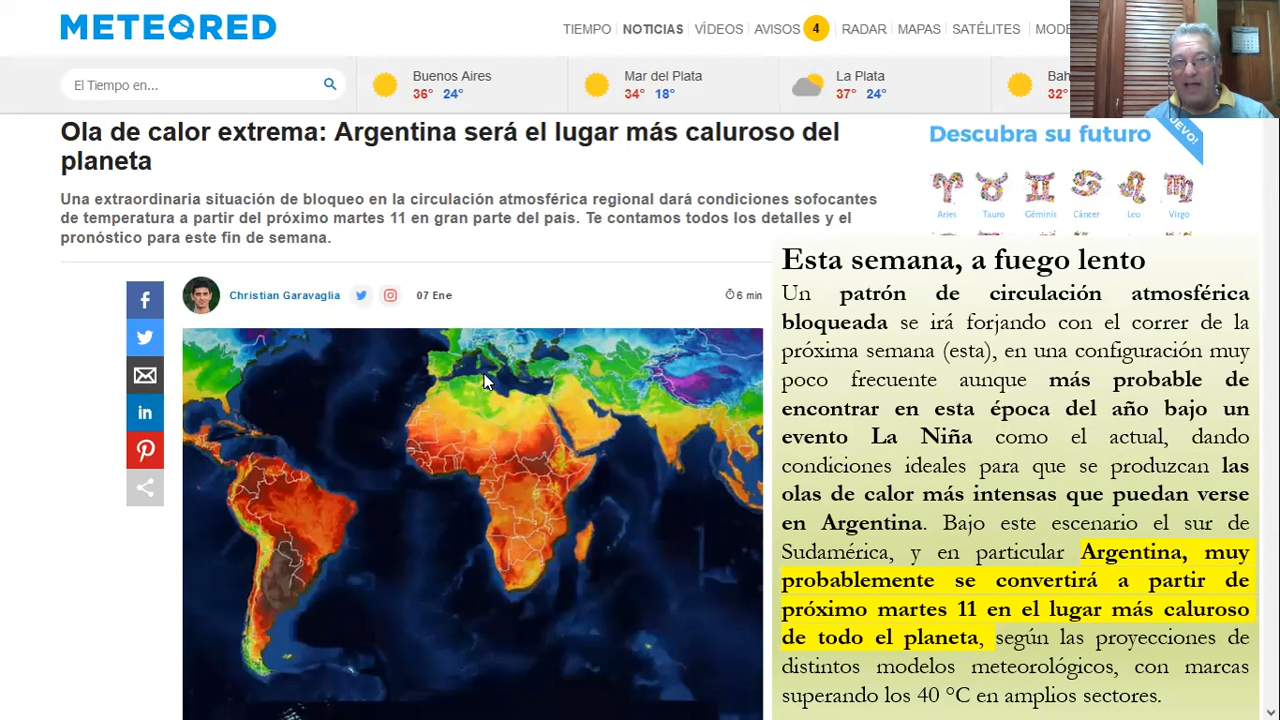 METEORED
TIEMPO NOTICIAS VÍDEOS AVISOS 4 RADAR MAPAS SATÉLITES MODE
El Tiempo en...
Buenos Aires
36° 24°
Mar del Plata
34° 18°
La Plata
37° 24°
Bah
32°
Ola de calor extrema: Argentina será el lugar más caluroso del
planeta
Una extraordinaria situación de bloqueo en la circulación atmosférica regional dará condiciones sofocantes
de temperatura a partir del próximo martes 11 en gran parte del país. Te contamos todos los detalles y el
pronóstico para este fin de semana.
Christian Garavaglia 07 Ene 6 min
Descubra su futuro
UEVO!
Aries Tauro Géminis Cáncer Leo Virgo
Esta semana, a fuego lento
Un patrón de circulación atmosférica
bloqueada se irá forjando con el correr de la
próxima semana (esta), en una configuración muy
poco frecuente aunque más probable de
encontrar en esta época del año bajo un
evento La Niña como el actual, dando
condiciones ideales para que se produzcan las
olas de calor más intensas que puedan verse
en Argentina. Bajo este escenario el sur de
Sudamérica, y en particular Argentina, muy
probablemente se convertirá a partir de
próximo martes 11 en el lugar más caluroso
de todo el planeta, según las proyecciones de
distintos modelos meteorológicos, con marcas
superando los 40 °C en amplios sectores.